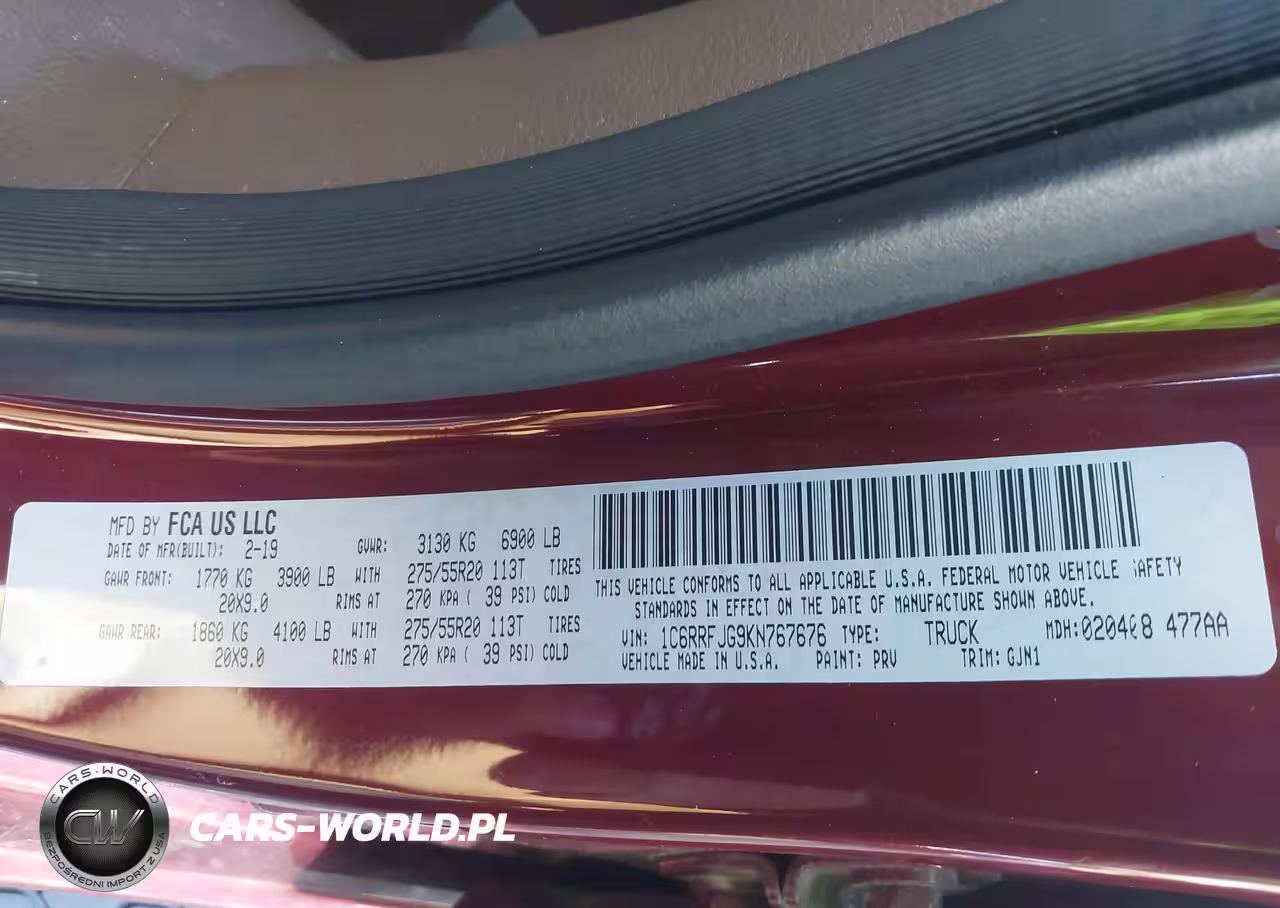 MFD BY FCA US LLC
DATE OF MFR(BUILT): 2-19 GVWR: 3130 KG 6900 LB
GAWR FRONT: 1770 KG 3900 LB WITH 275/55R20 113T TIRES
20X9.0 RIMS AT 270 KPA ( 39 PSI) COLD
GAWR REAR: 1860 KG 4100 LB WITH 275/55R20 113T TIRES
20X9.0 RIMS AT 270 KPA ( 39 PSI) COLD
THIS VEHICLE CONFORMS TO ALL APPLICABLE U.S.A. FEDERAL MOTOR VEHICLE SAFETY
STANDARDS IN EFFECT ON THE DATE OF MANUFACTURE SHOWN ABOVE.
VIN: 1C6RRFJG9KN767676 TYPE: TRUCK MDH: 477AA
VEHICLE MADE IN U.S.A. PAINT: PRV TRIM: GJN1
CARS-WORLD
CW
BEZPOŚREDNI IMPORT Z USA
CARS-WORLD.PL